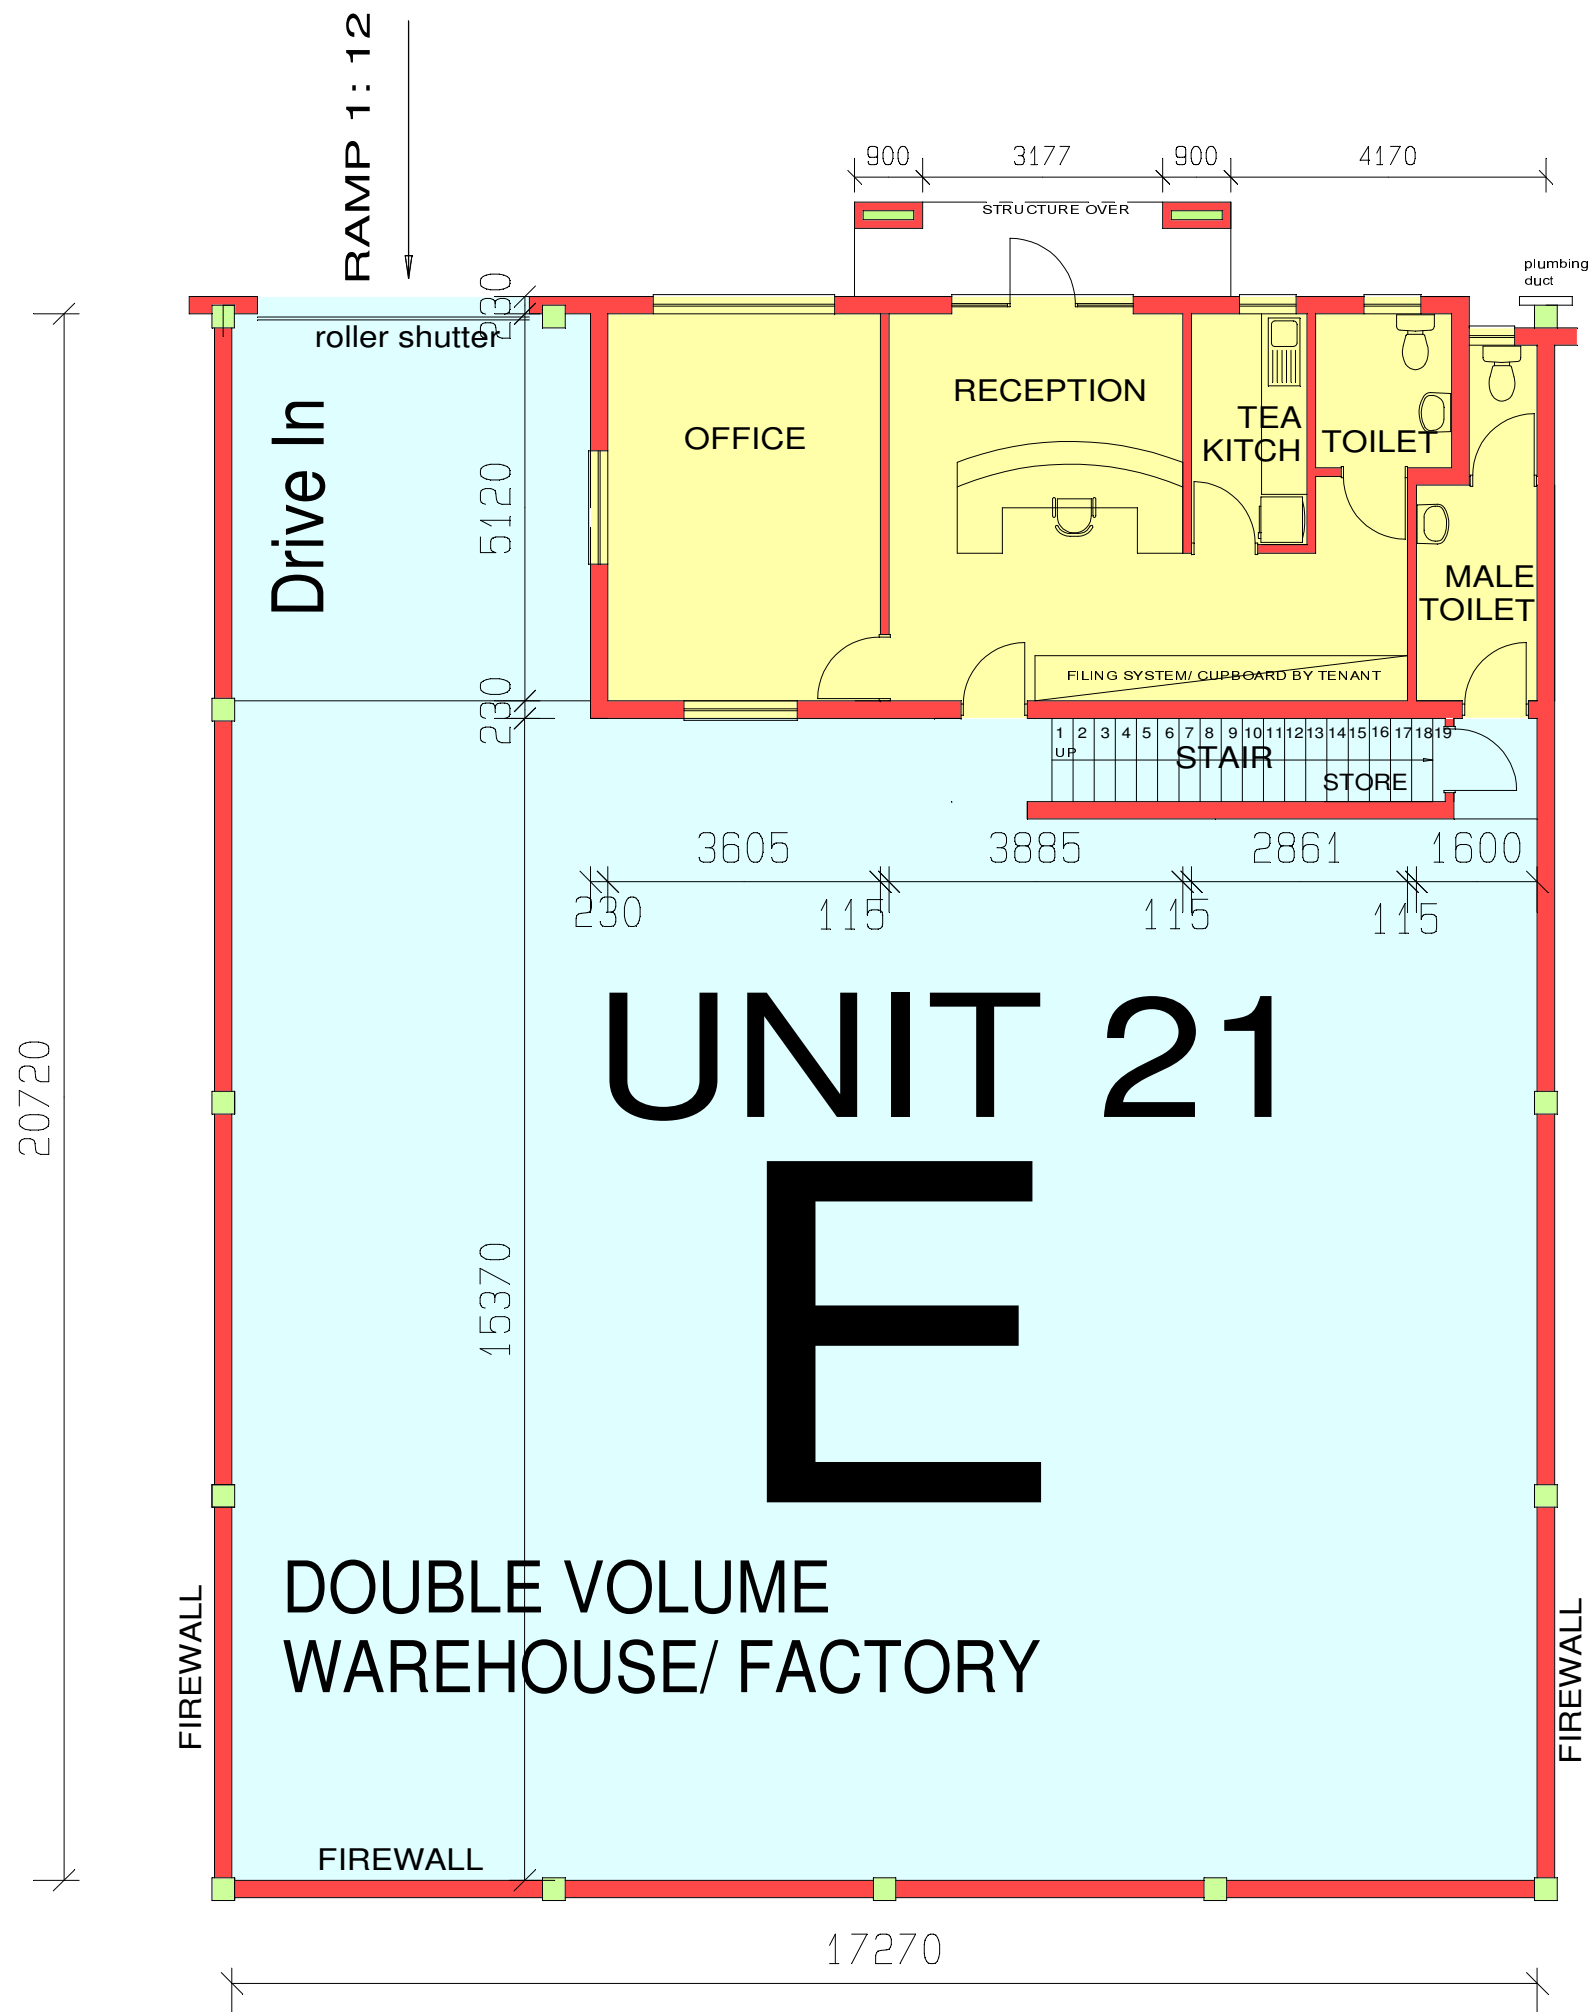 RAMP 1: 12
900
3177
900
4170
STRUCTURE OVER
plumbing
duct
230
roller shutter
Drive In
OFFICE
RECEPTION
TEA
KITCH
TOILET
5120
MALE
TOILET
FILING SYSTEM/ CUPBOARD BY TENANT
230
1 2 3 4 5 6 7 8 9 10 11 12 13 14 15 16 17 18 19
UP
STAIR
STORE
3605
3885
2861
1600
230
115
115
115
UNIT 21
E
20720
15370
DOUBLE VOLUME
WAREHOUSE/ FACTORY
FIREWALL
FIREWALL
FIREWALL
17270